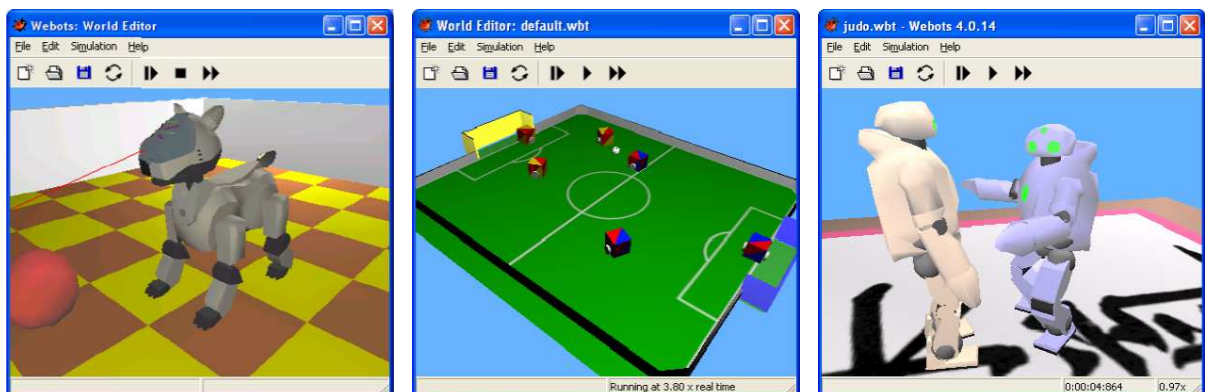 Webots: World Editor
File Edit Simulation Help
World Editor: default.wbt
File Edit Simulation Help
Running at 3.80 x real time
judo.wbt - Webots 4.0.14
File Edit Simulation Help
0:00:04:864 0.97x